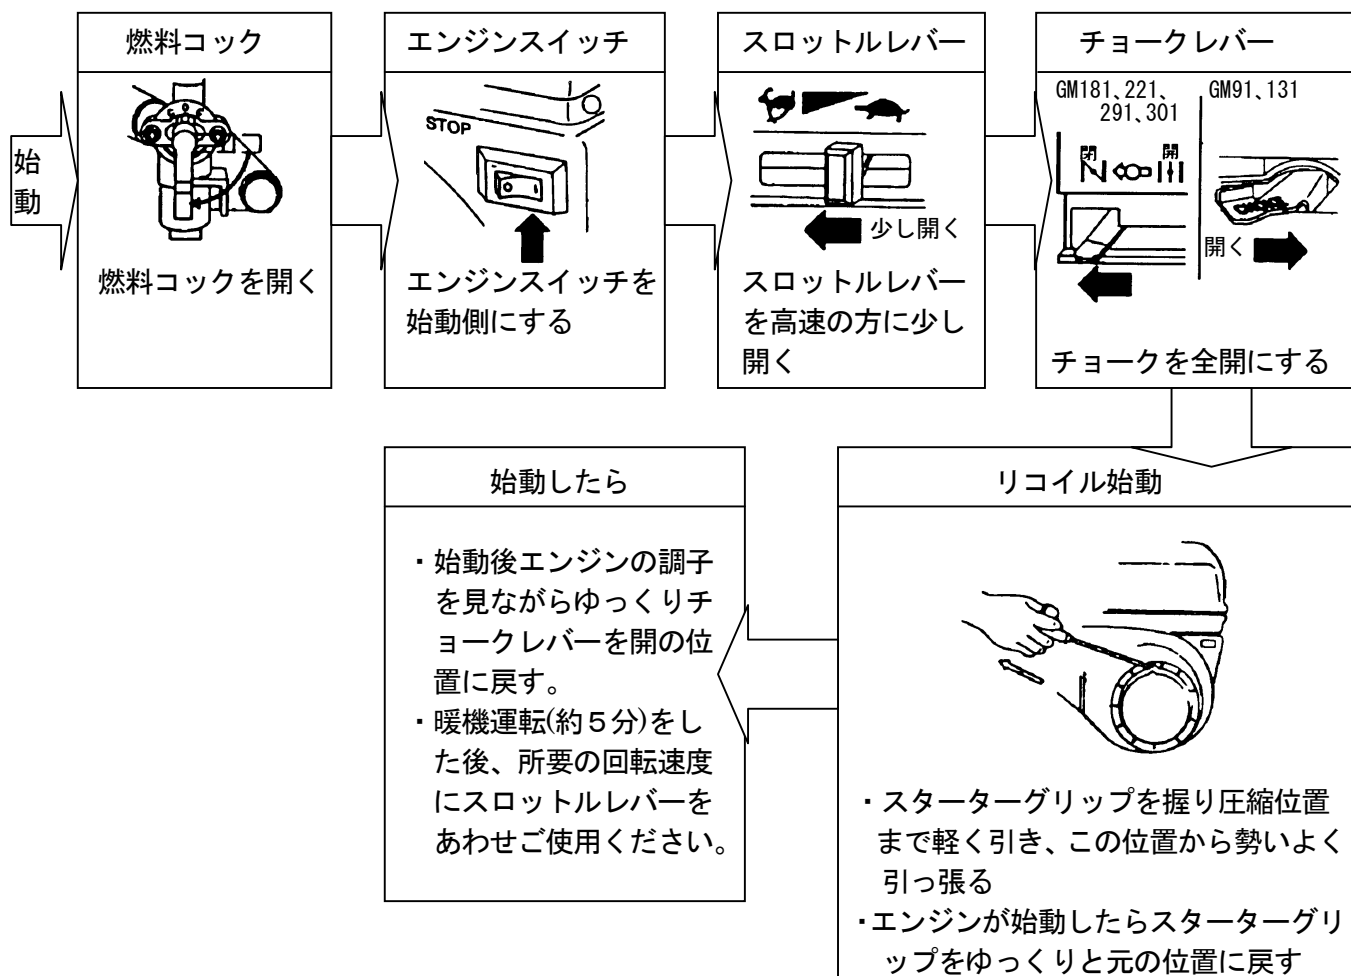 始
動
燃料コック
燃料コックを開く
エンジンスイッチ
STOP
エンジンスイッチを
始動側にする
スロットルレバー
少し開く
スロットルレバー
を高速の方に少し
開く
チョークレバー
GM181、221、
291、301
閉 開
GM91、131
CHOKE
開く
チョークを全開にする
リコイル始動
・スターターグリップを握り圧縮位置
まで軽く引き、この位置から勢いよく
引っ張る
・エンジンが始動したらスターターグリ
ップをゆっくりと元の位置に戻す
始動したら
・始動後エンジンの調子
を見ながらゆっくりチ
ョークレバーを開の位
置に戻す。
・暖機運転(約５分)をし
た後、所要の回転速度
にスロットルレバーを
あわせご使用ください。